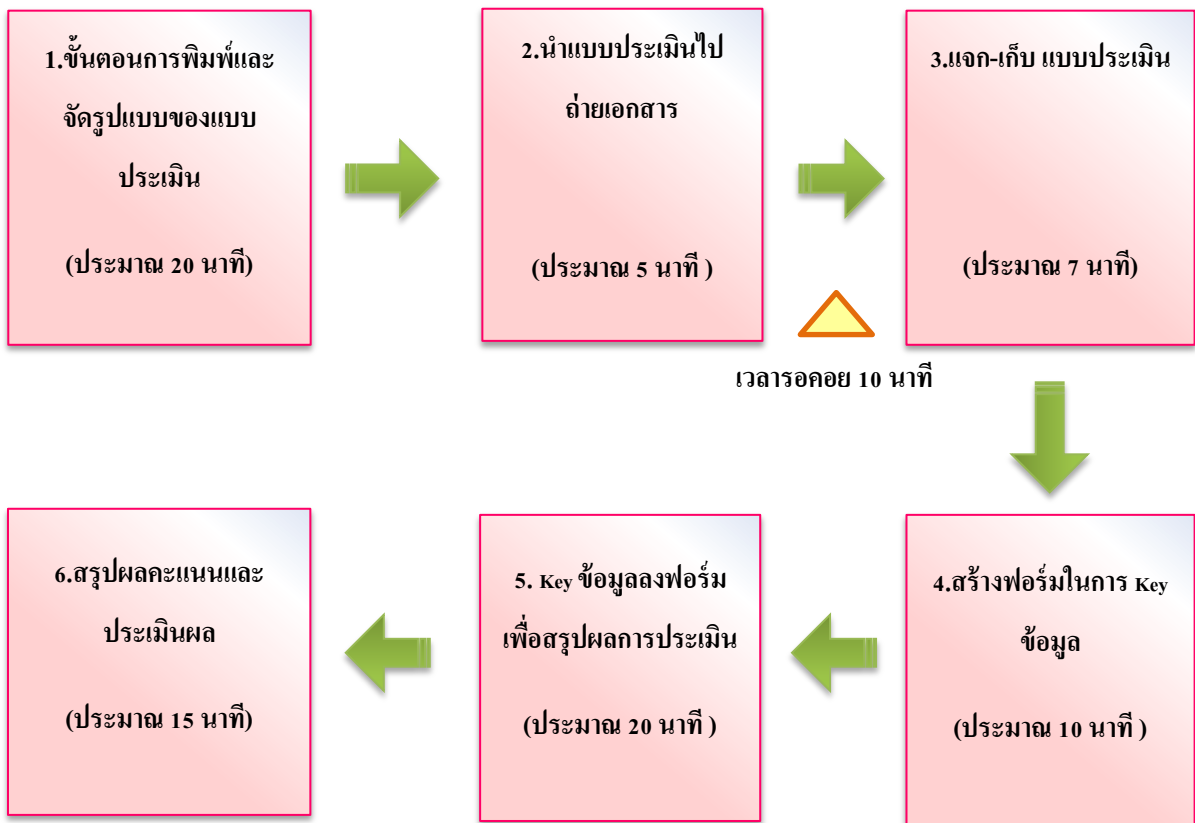 1.ขั้นตอนการพิมพ์และ
จัดรูปแบบของแบบ
ประเมิน
(ประมาณ 20 นาที)
2.นำแบบประเมินไป
ถ่ายเอกสาร
(ประมาณ 5 นาที )
3.แจก-เก็บ แบบประเมิน
(ประมาณ 7 นาที)
เวลารอคอย 10 นาที
4.สร้างฟอร์มในการ Key
ข้อมูล
(ประมาณ 10 นาที )
5. Key ข้อมูลลงฟอร์ม
เพื่อสรุปผลการประเมิน
(ประมาณ 20 นาที )
6.สรุปผลคะแนนและ
ประเมินผล
(ประมาณ 15 นาที)